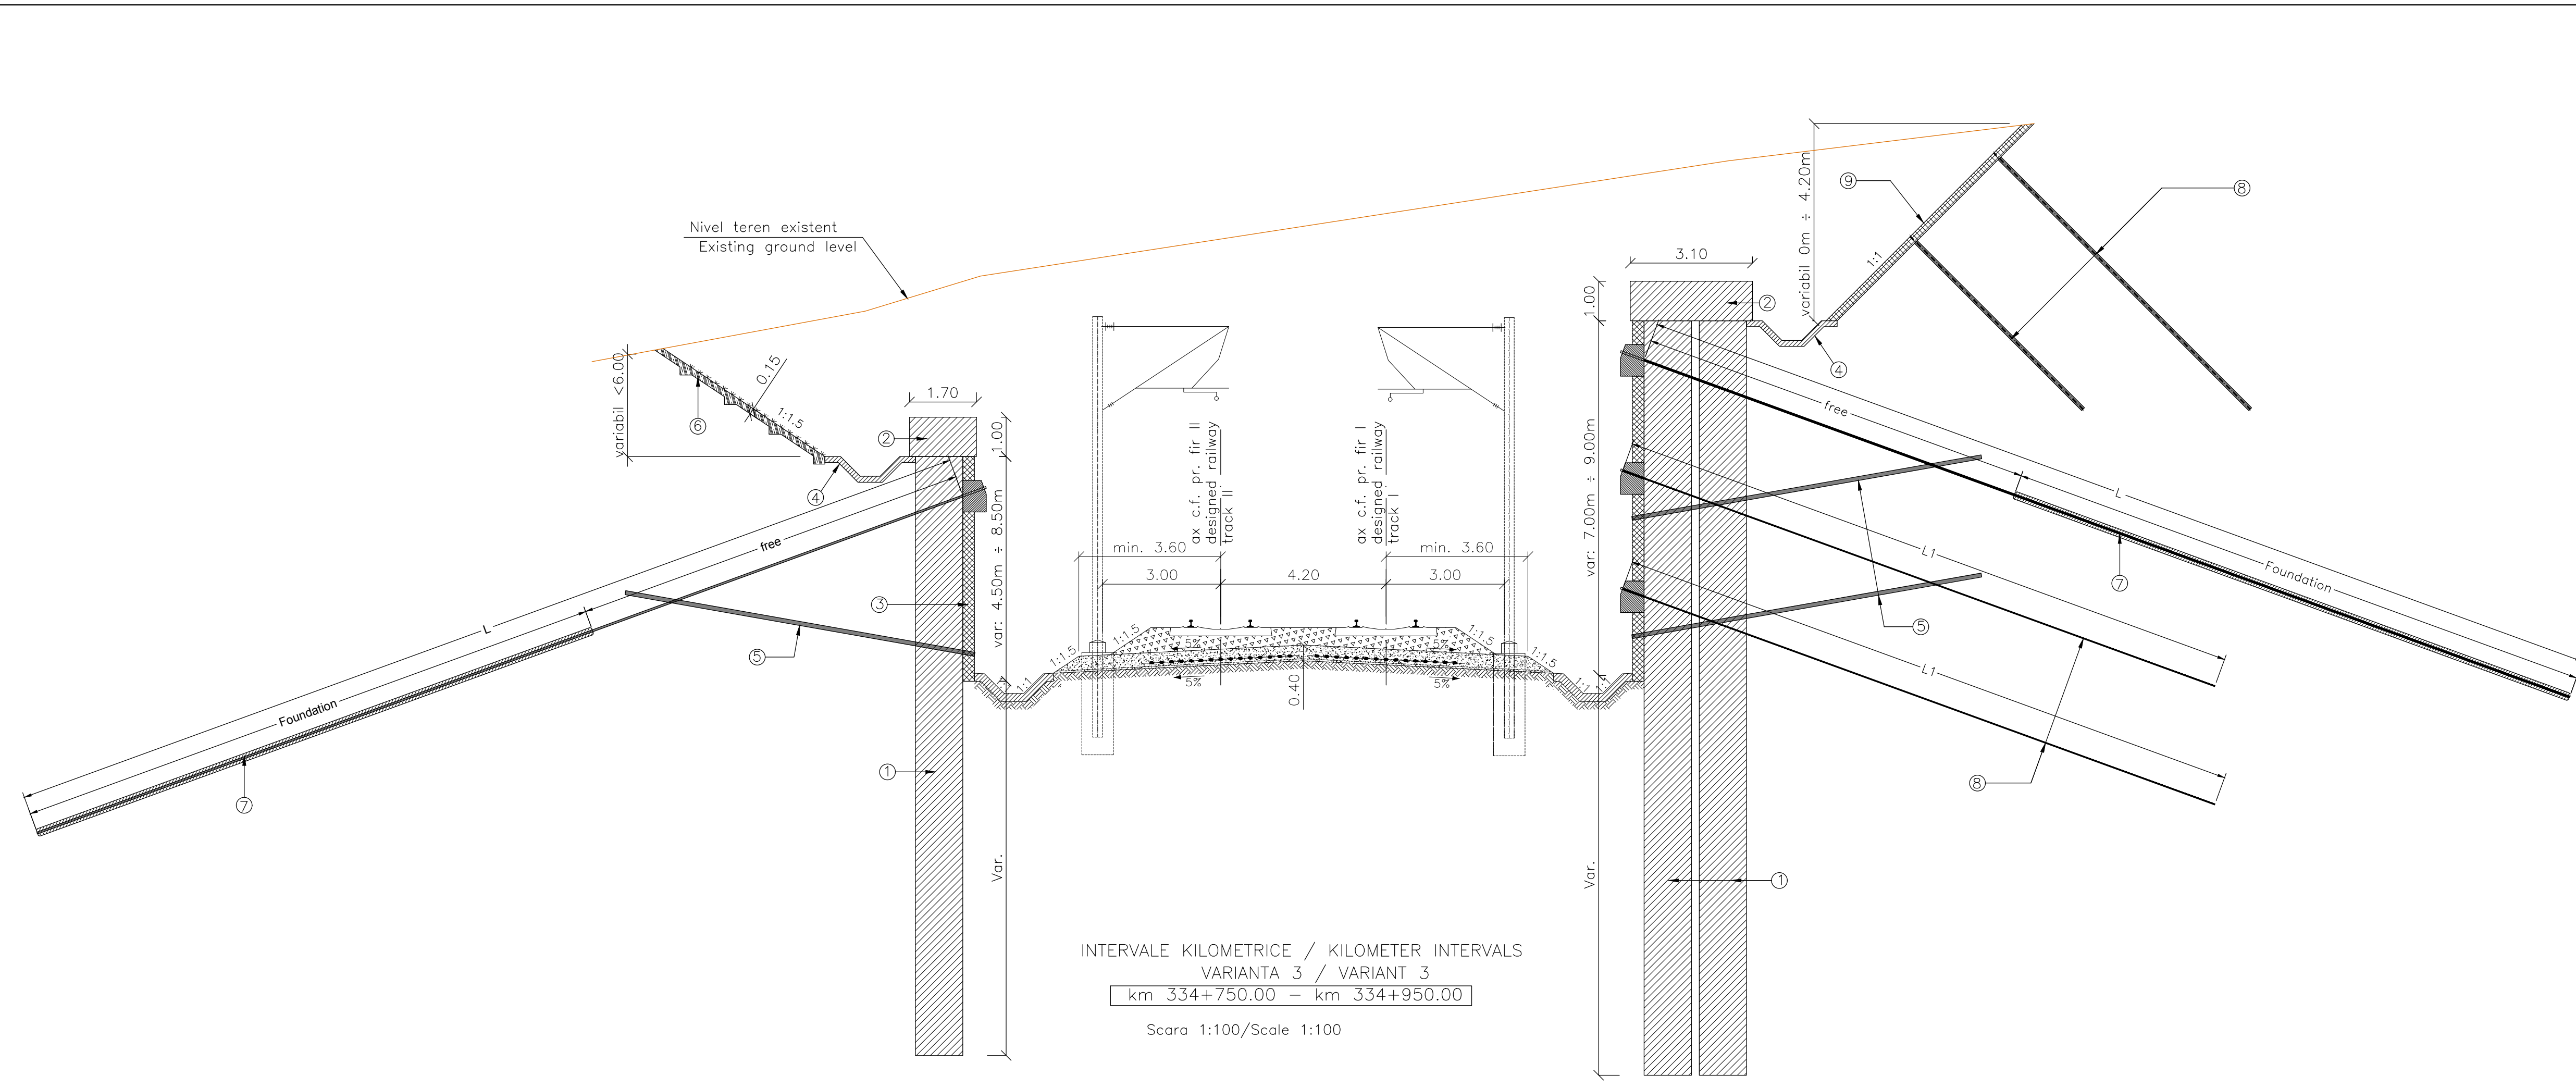 Nivel teren existent
Existing ground level
variabil <6.00
0.15
1:1.5
⑥
④
②
1.70
1.00
var: 4.50m ÷ 8.50m
Var.
L
free
Foundation
⑦
⑤
③
①
ax c.f. pr. fir II
designed railway
track II
ax c.f. pr. fir I
designed railway
track I
min. 3.60
min. 3.60
3.00
4.20
3.00
1:1.5
1:1.5
1:1.5
1:1.5
5%
5%
5%
5%
0.40
1:1
1:1
3.10
1.00
②
var: 7.00m ÷ 9.00m
Var.
①
④
variabil 0m ÷ 4.20m
1:1
⑨
⑧
free
L
Foundation
⑦
L1
L1
⑤
⑧
INTERVALE KILOMETRICE / KILOMETER INTERVALS
VARIANTA 3 / VARIANT 3
km 334+750.00 - km 334+950.00
Scara 1:100/Scale 1:100